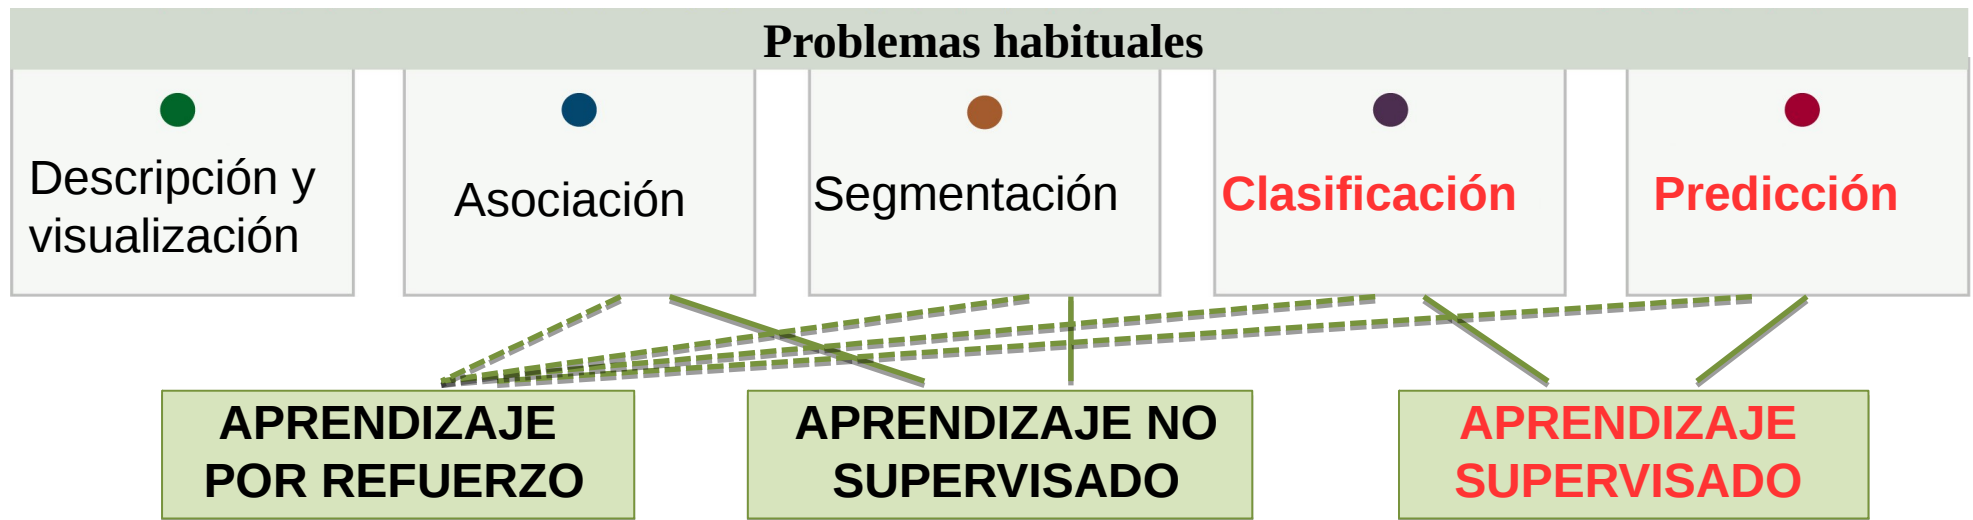 Problemas habituales
Descripción y
visualización
Asociación
Segmentación
Clasificación
Predicción
APRENDIZAJE
POR REFUERZO
APRENDIZAJE NO
SUPERVISADO
APRENDIZAJE
SUPERVISADO